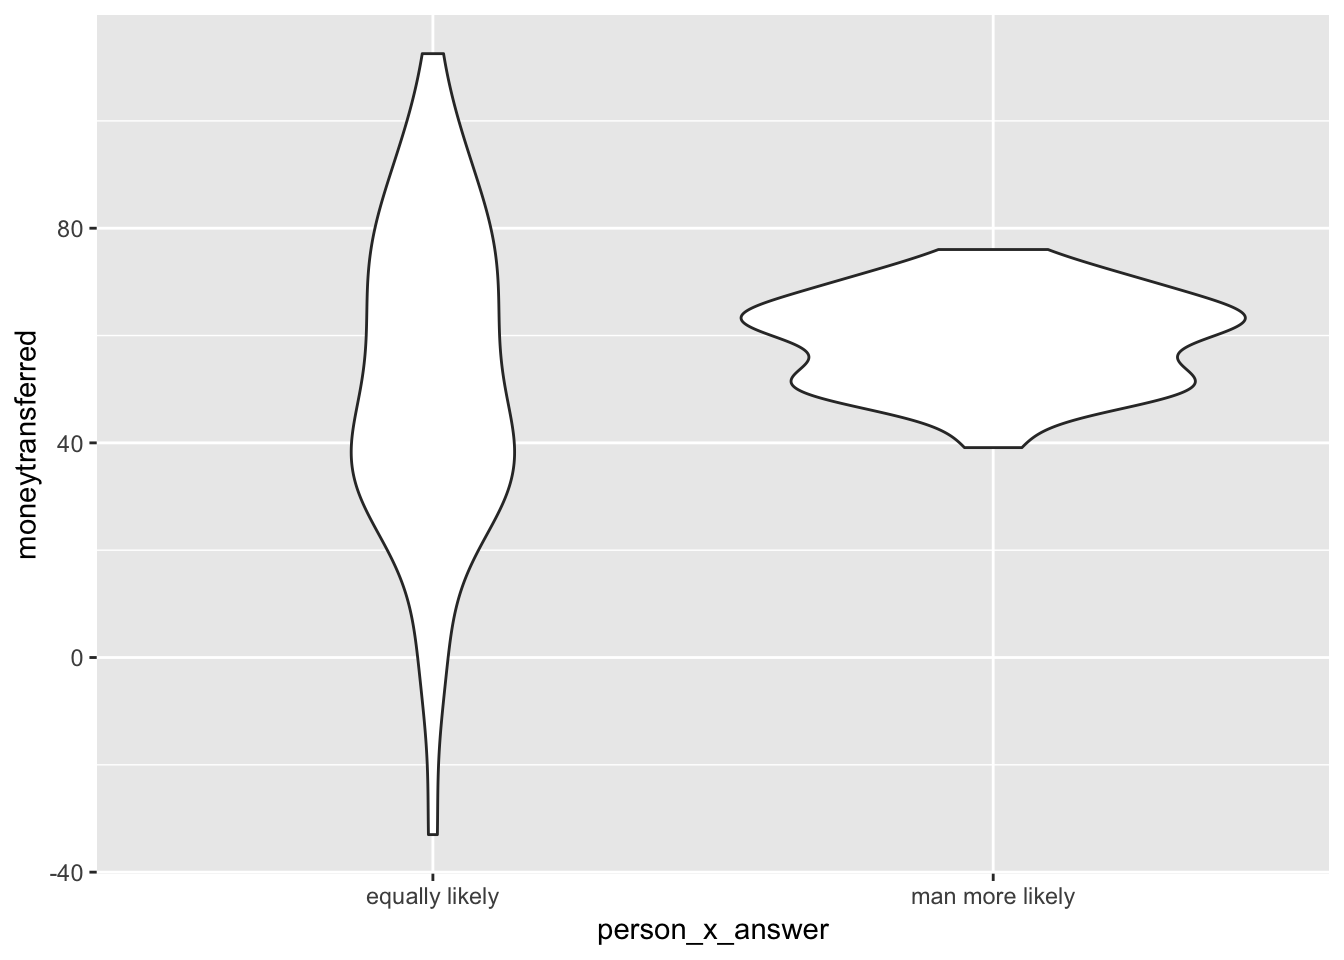 80
40
0
-40
moneytransferred
equally likely
man more likely
person_x_answer